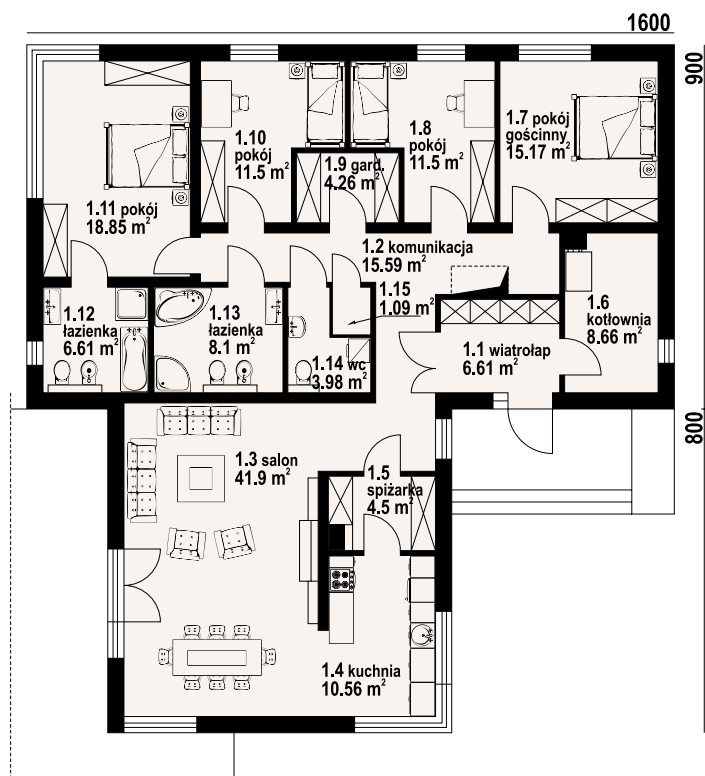 1600
900
800
1.7 pokój
gościnny
15.17 m²
1.10
pokój
11.5 m²
1.8
pokój
11.5 m²
1.9 gard.
4.26 m²
1.11 pokój
18.85 m²
1.2 komunikacja
15.59 m²
1.15
1.09 m²
1.6
kotłownia
8.66 m²
1.12
łazienka
6.61 m²
1.13
łazienka
8.1 m²
1.14 wc
3.98 m²
1.1 wiatrołap
6.61 m²
1.3 salon
41.9 m²
1.5
spiżarka
4.5 m²
1.4 kuchnia
10.56 m²